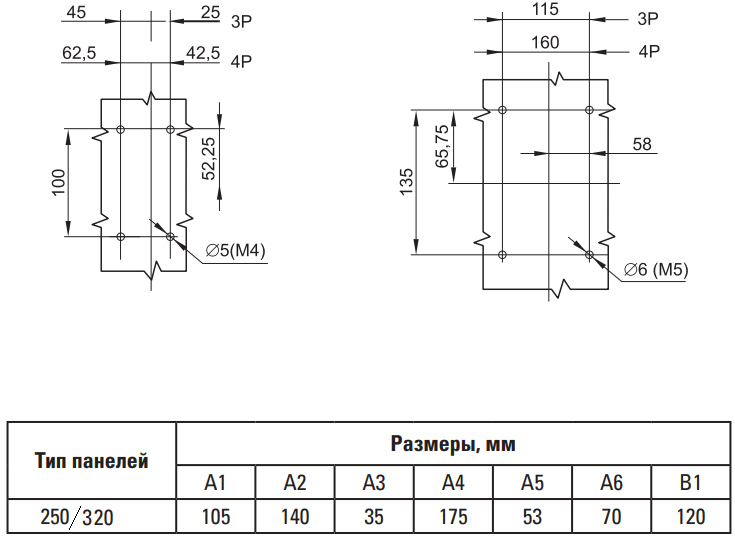 45 25 3P
62,5 42,5 4P
100
52,25
∅5(M4)
115 3P
160 4P
65,75
58
135
∅6 (M5)
Тип панелей
Размеры, мм
A1 A2 A3 A4 A5 A6 B1
250/320 105 140 35 175 53 70 120